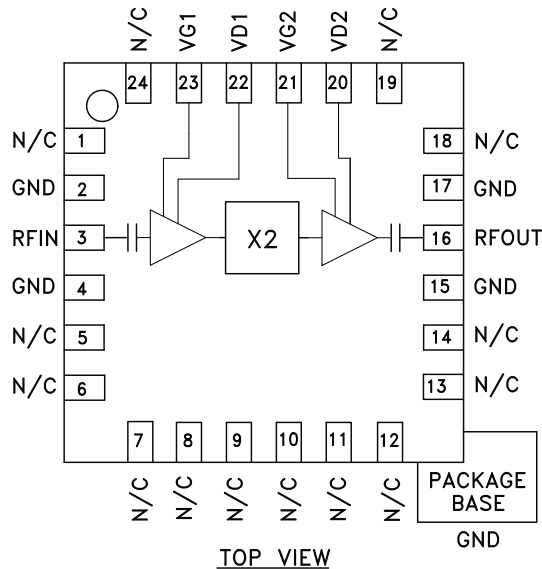 N/C VG1 VD1 VG2 VD2 N/C
24 23 22 21 20 19
N/C 1 18 N/C
GND 2 17 GND
RFIN 3 X2 16 RFOUT
GND 4 15 GND
N/C 5 14 N/C
N/C 6 13 N/C
7 8 9 10 11 12
N/C N/C N/C N/C N/C N/C
PACKAGE
BASE
GND
TOP VIEW